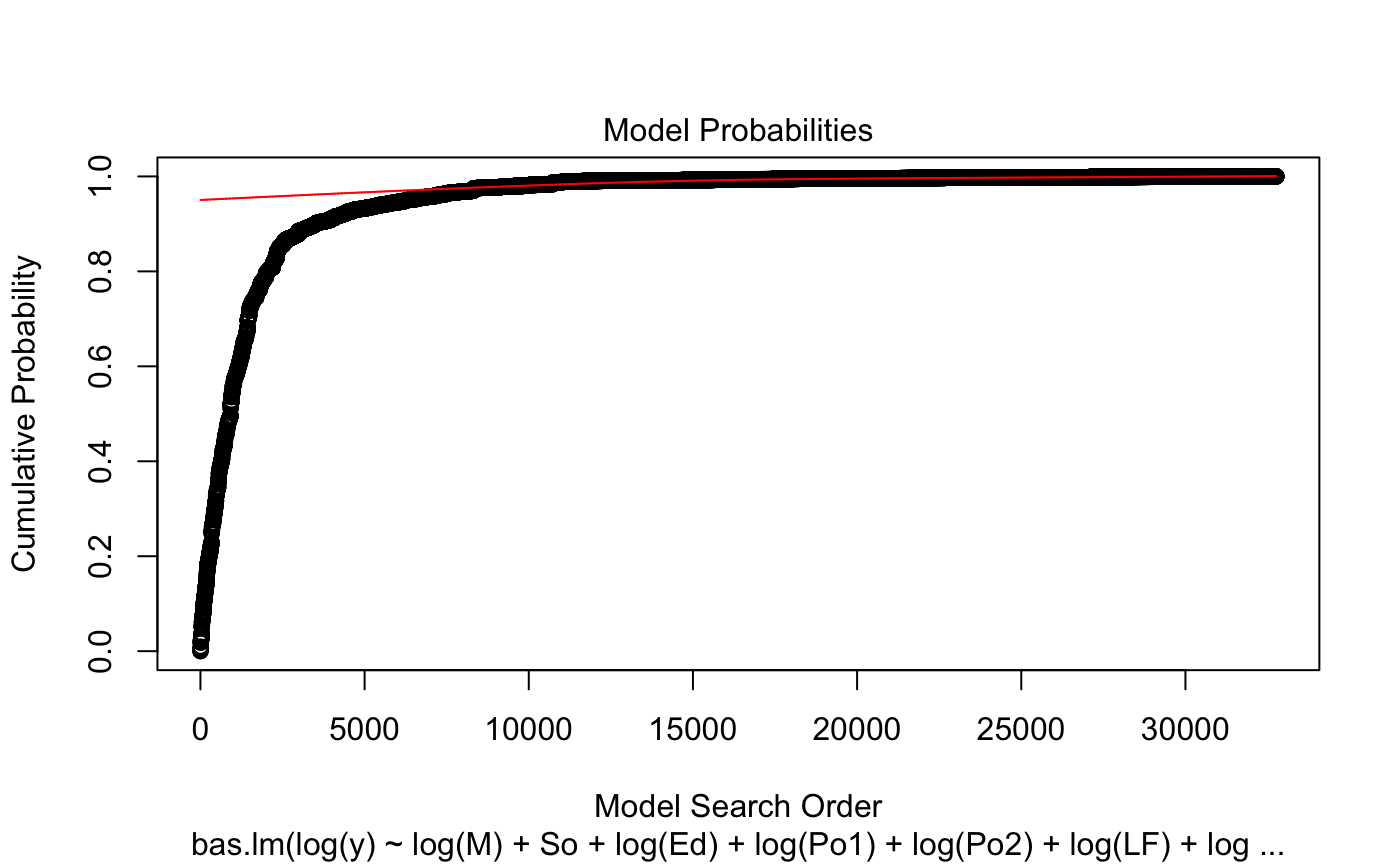 Model Probabilities
Cumulative Probability
1.0
0.8
0.6
0.4
0.2
0.0
0 5000 10000 15000 20000 25000 30000
Model Search Order
bas.lm(log(y) ~ log(M) + So + log(Ed) + log(Po1) + log(Po2) + log(LF) + log ...